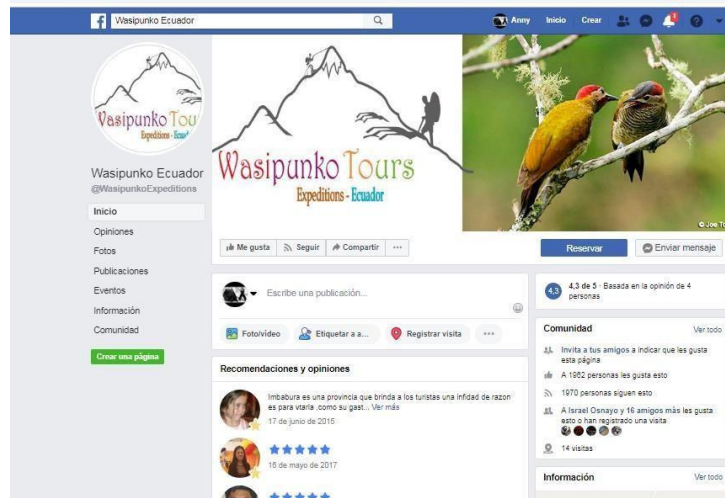 Wasipunko Ecuador
Anny
Inicio
Crear
1
Wasipunko Tou
Expeditions - Ecuad
Wasipunko Ecuador
@WasipunkoExpeditions
Inicio
Opiniones
Fotos
Publicaciones
Eventos
Información
Comunidad
Crear una página
Wasipunko Tours
Expeditions - Ecuador
© Joe To
Me gusta
Seguir
Compartir
Reservar
Enviar mensaje
Escribe una publicación...
Foto/vídeo
Etiquetar a a...
Registrar visita
Recomendaciones y opiniones
Imbabura es una provincia que brinda a los turistas una infidad de razon
es para vtarla ,como su gast... Ver más
17 de junio de 2015
16 de mayo de 2017
4,3
4,3 de 5 · Basada en la opinión de 4
personas
Comunidad
Ver todo
Invita a tus amigos a indicar que les gusta
esta página
A 1962 personas les gusta esto
1970 personas siguen esto
A Israel Osnayo y 16 amigos más les gusta
esto o han registrado una visita
14 visitas
Información
Ver todo